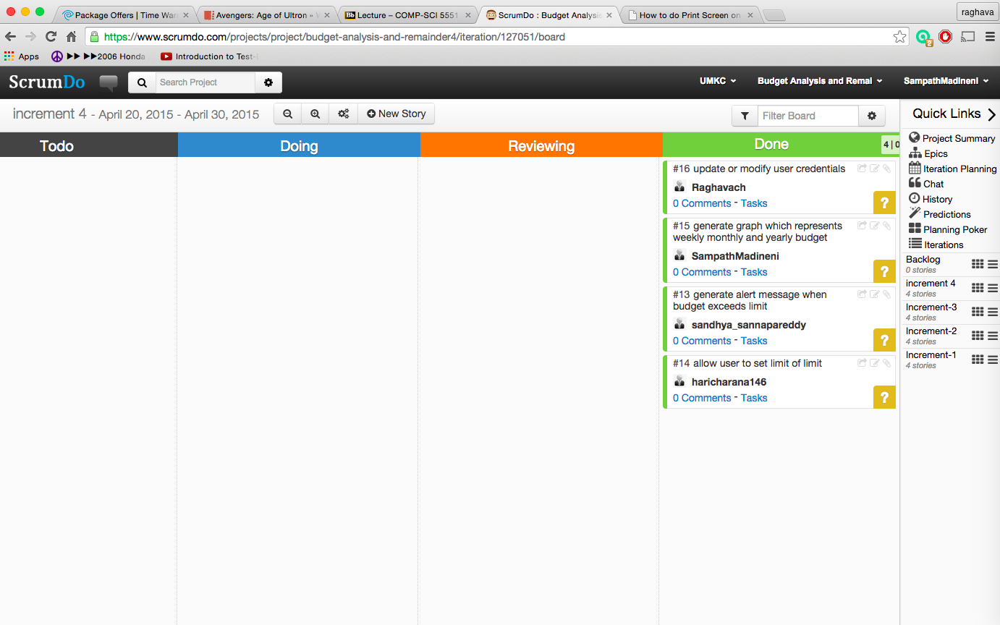 Package Offers | Time War
Avengers: Age of Ultron » W
Bb Lecture – COMP-SCI 5551
ScrumDo : Budget Analysis
How to do Print Screen on
raghava
https://www.scrumdo.com/projects/project/budget-analysis-and-remainder4/iteration/127051/board
2
Apps
▶▶ ▶▶2006 Honda
Introduction to Test-
ScrumDo
Search Project
UMKC
Budget Analysis and Remai
SampathMadineni
increment 4 - April 20, 2015 - April 30, 2015
New Story
Filter Board
Quick Links
Todo
Doing
Reviewing
Done
4 | 0
#16 update or modify user credentials
Raghavach
0 Comments - Tasks
?
#15 generate graph which represents
weekly monthly and yearly budget
SampathMadineni
0 Comments - Tasks
?
#13 generate alert message when
budget exceeds limit
sandhya_sannapareddy
0 Comments - Tasks
?
#14 allow user to set limit of limit
haricharana146
0 Comments - Tasks
?
Project Summary
Epics
Iteration Planning
Chat
History
Predictions
Planning Poker
Iterations
Backlog
0 stories
increment 4
4 stories
Increment-3
4 stories
Increment-2
4 stories
Increment-1
4 stories